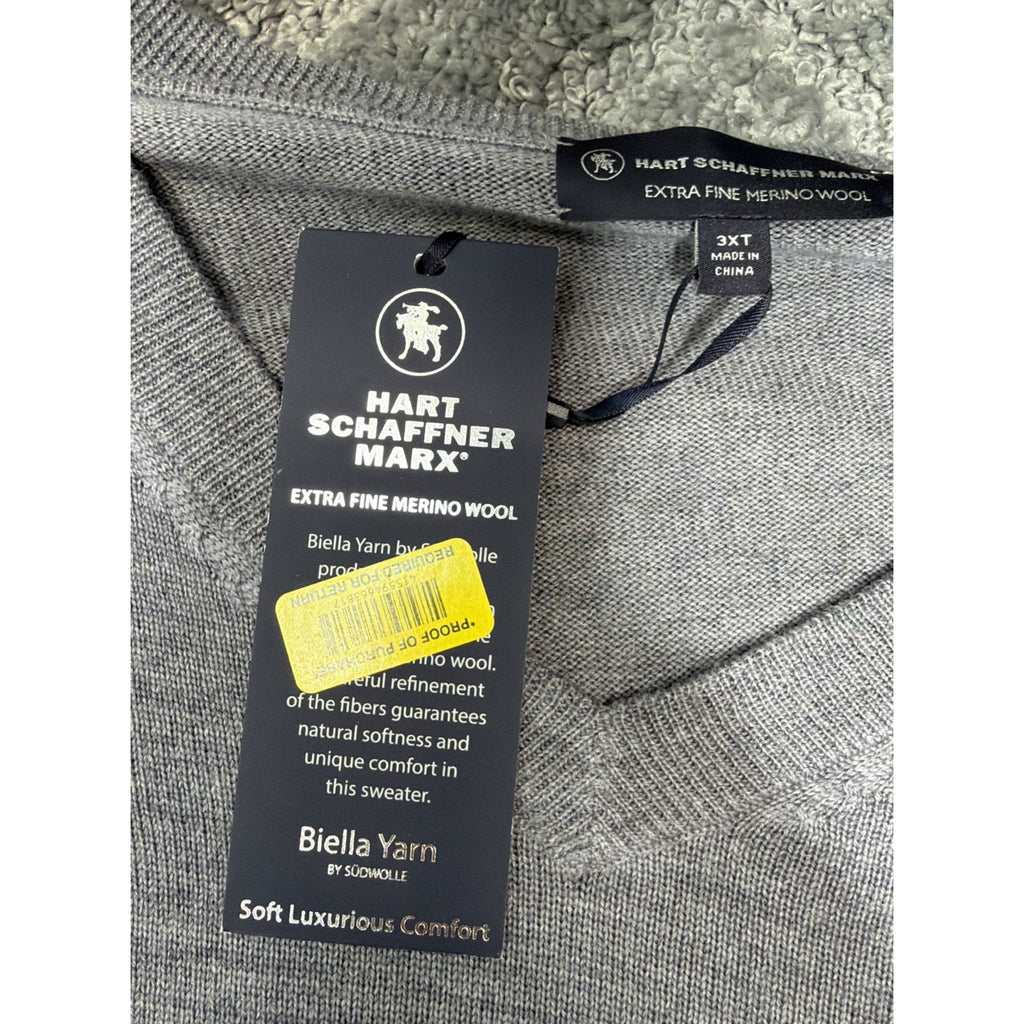 HART SCHAFFNER MARX
EXTRA FINE MERINO WOOL
3XT
MADE IN
CHINA
HART
SCHAFFNER
MARX®
EXTRA FINE MERINO WOOL
Biella Yarn by
REQUIRED FOR RETURN
*PROOF OF PURCHASE*
wool.
refinement
of the fibers guarantees
natural softness and
unique comfort in
this sweater.
Biella Yarn
BY SÜDWOLLE
Soft Luxurious Comfort